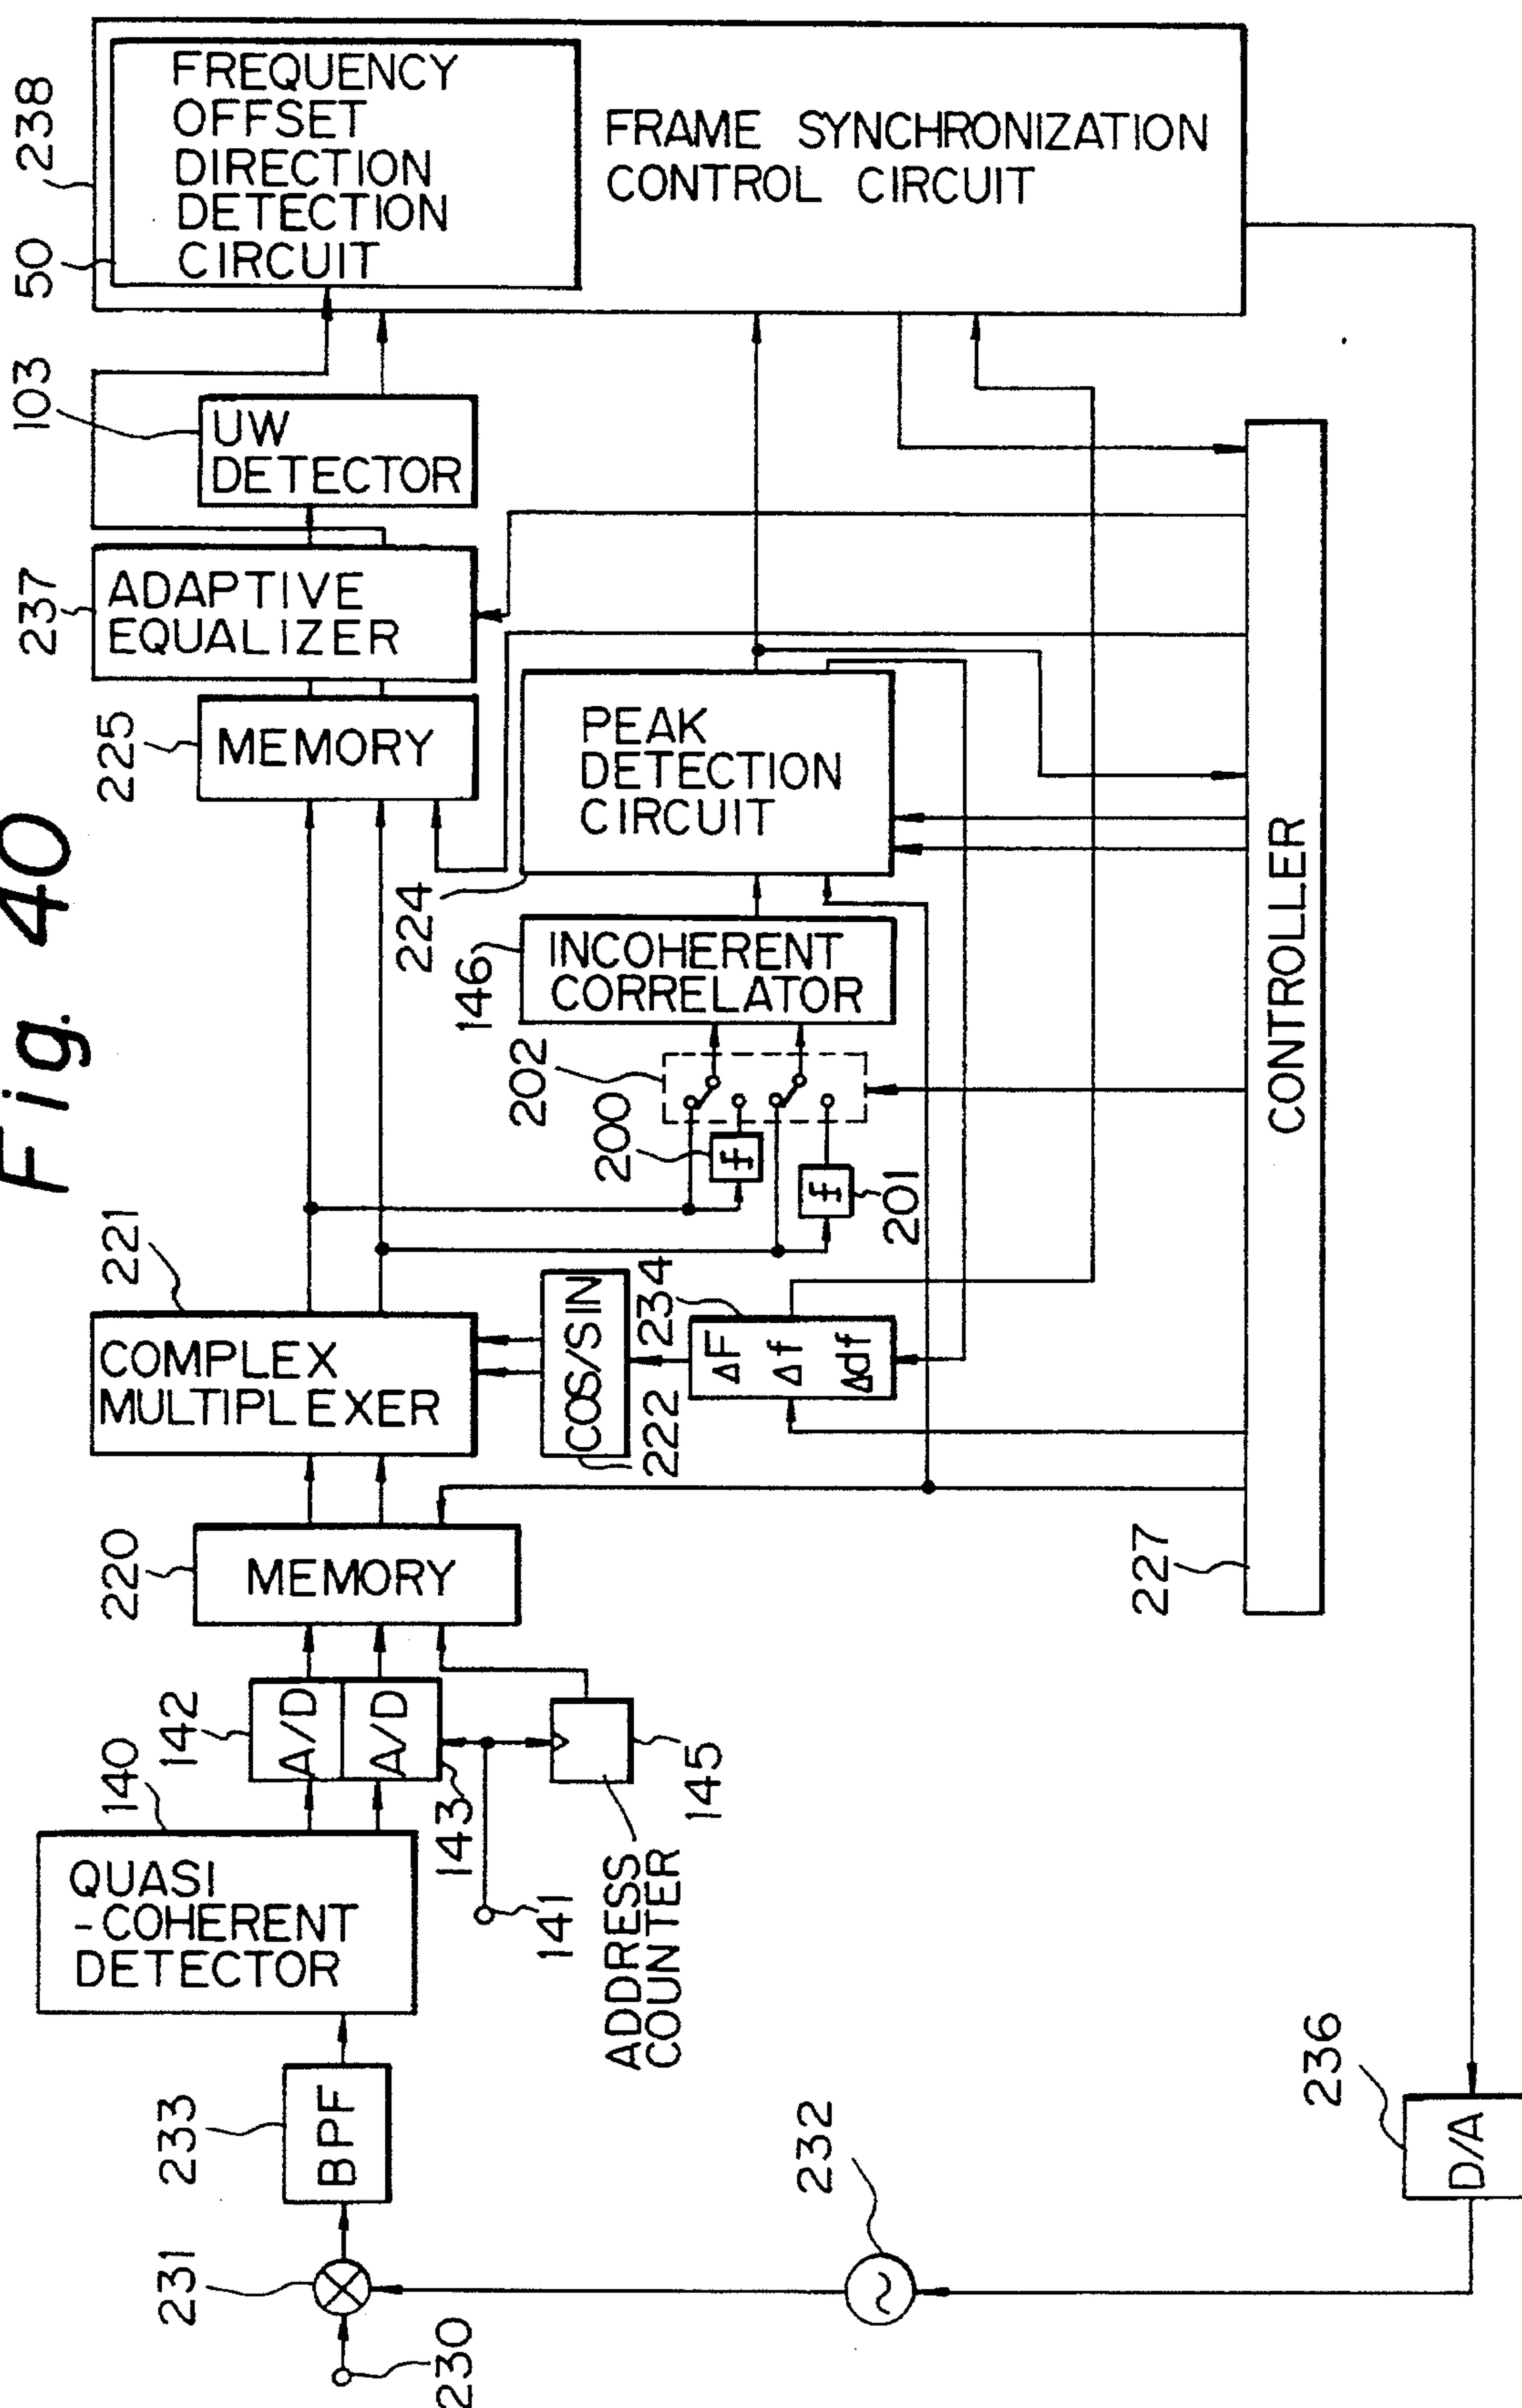 Fig. 40
230
231
232
233
BPF
140
QUASI
-COHERENT
DETECTOR
141
142
A/D
A/D
143
145
ADDRESS
COUNTER
220
MEMORY
221
COMPLEX
MULTIPLEXER
222
COS/SIN
234
ΔF
Δf
Δdf
200
201
202
146
INCOHERENT
CORRELATOR
224
PEAK
DETECTION
CIRCUIT
225
MEMORY
237
ADAPTIVE
EQUALIZER
103
UW
DETECTOR
50
238
FREQUENCY
OFFSET
DIRECTION
DETECTION
CIRCUIT
FRAME SYNCHRONIZATION
CONTROL CIRCUIT
227
CONTROLLER
236
D/A